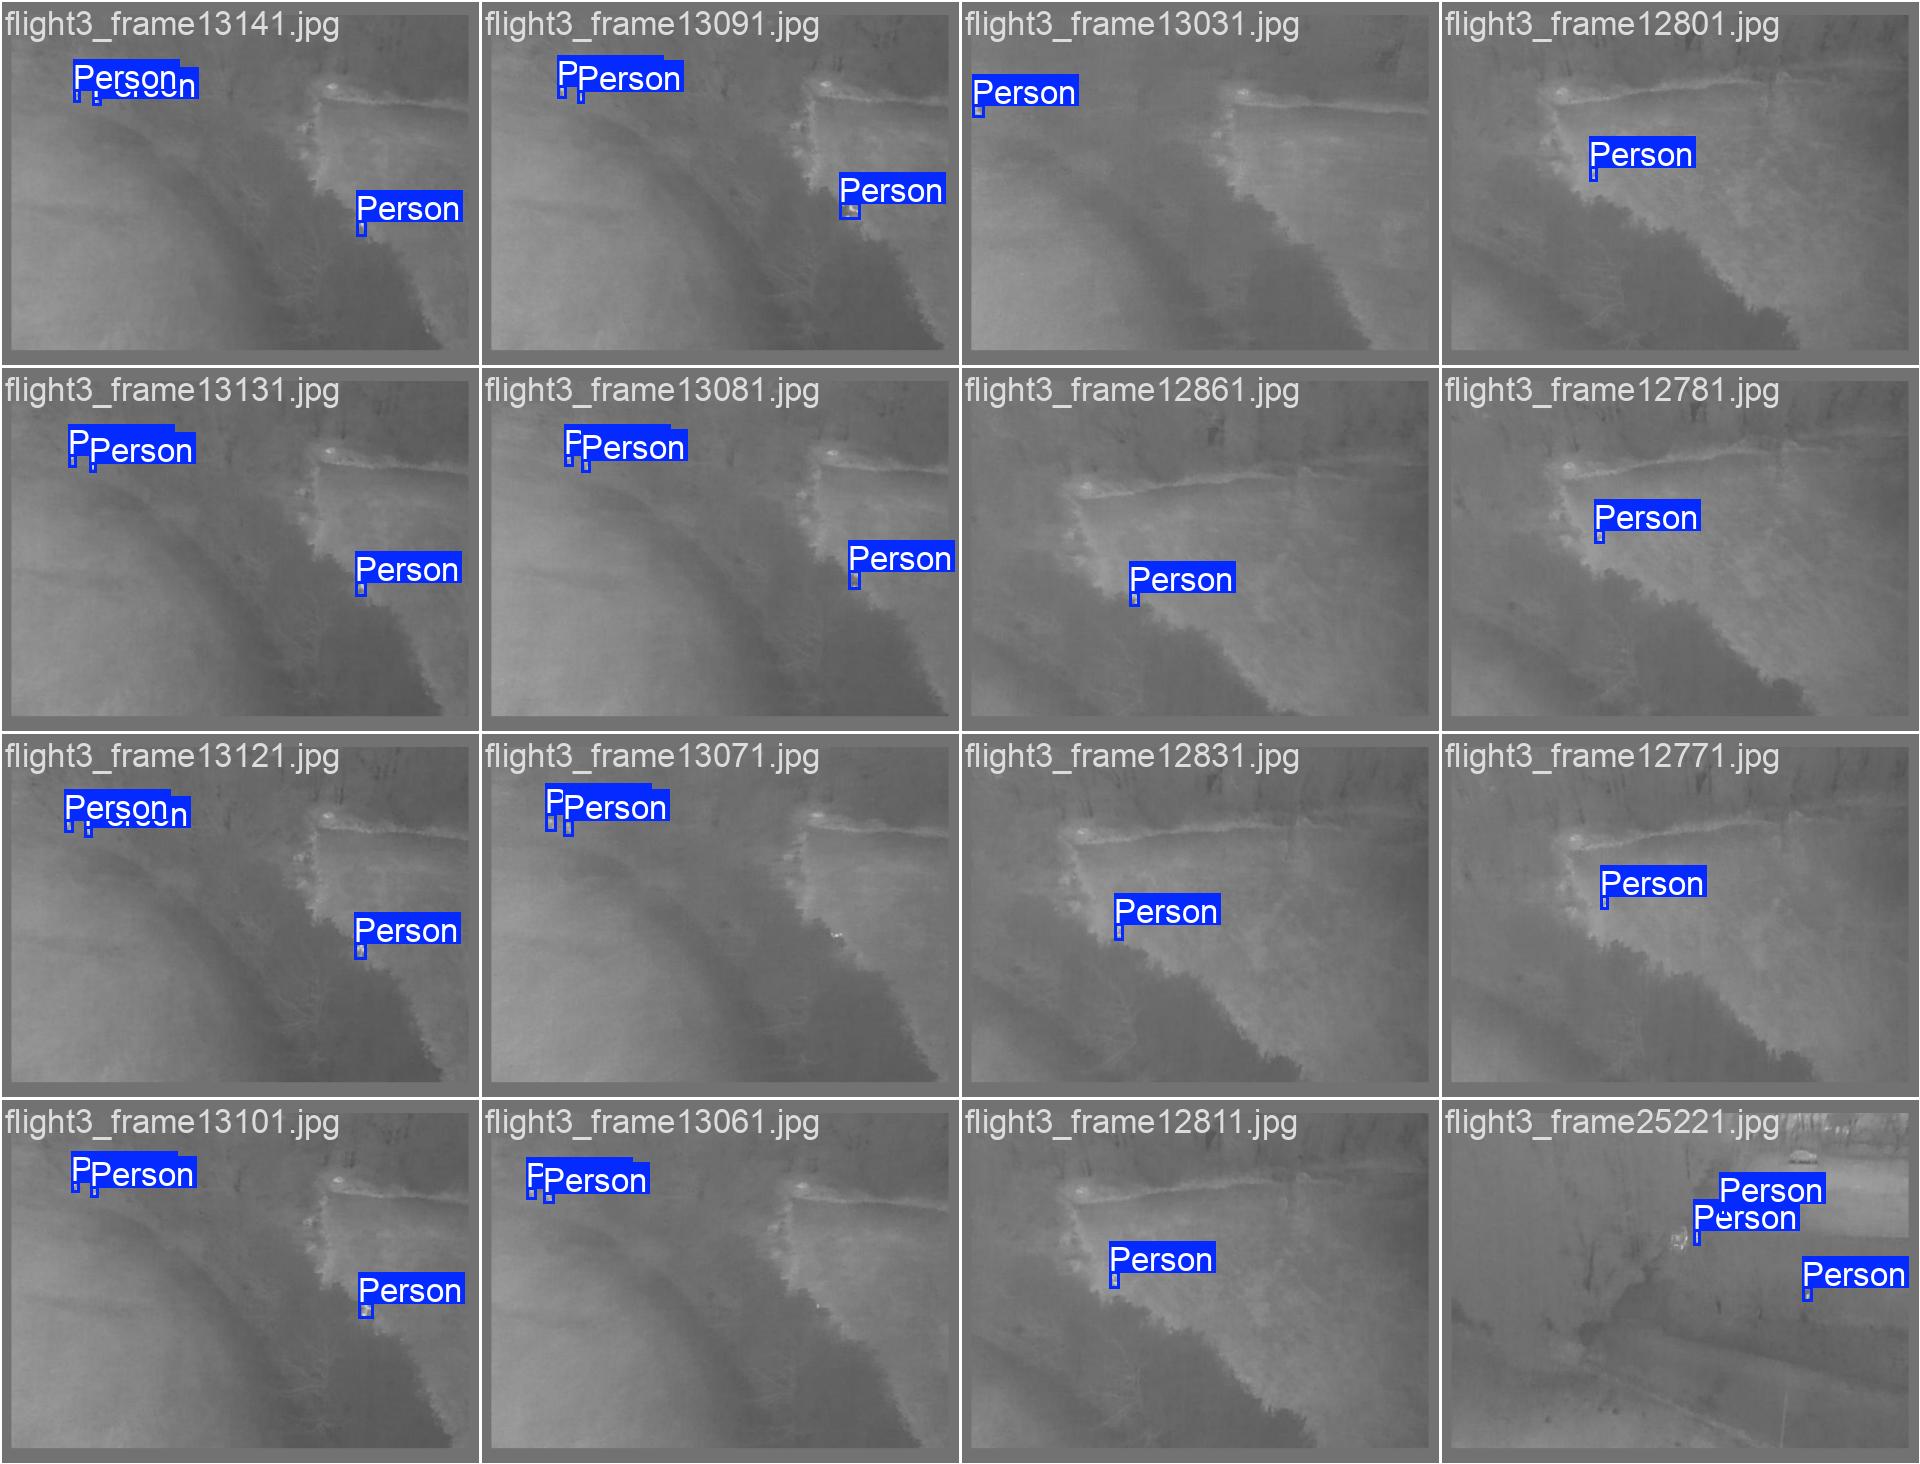 flight3_frame13141.jpg
Person
Person
Person
flight3_frame13091.jpg
P
Person
Person
flight3_frame13031.jpg
Person
flight3_frame12801.jpg
Person
flight3_frame13131.jpg
P
Person
Person
flight3_frame13081.jpg
P
Person
Person
flight3_frame12861.jpg
Person
flight3_frame12781.jpg
Person
flight3_frame13121.jpg
Person
Person
Person
flight3_frame13071.jpg
P
Person
flight3_frame12831.jpg
Person
flight3_frame12771.jpg
Person
flight3_frame13101.jpg
P
Person
Person
flight3_frame13061.jpg
P
Person
flight3_frame12811.jpg
Person
flight3_frame25221.jpg
Person
Person
Person